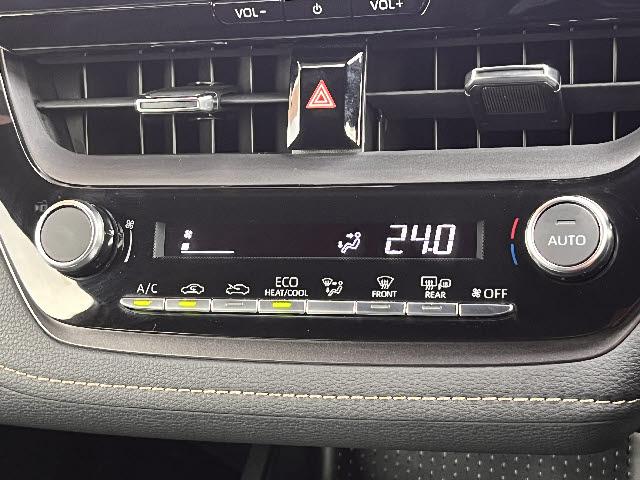 VOL- VOL+
24.0
AUTO
A/C ECO HEAT/COOL FRONT REAR OFF